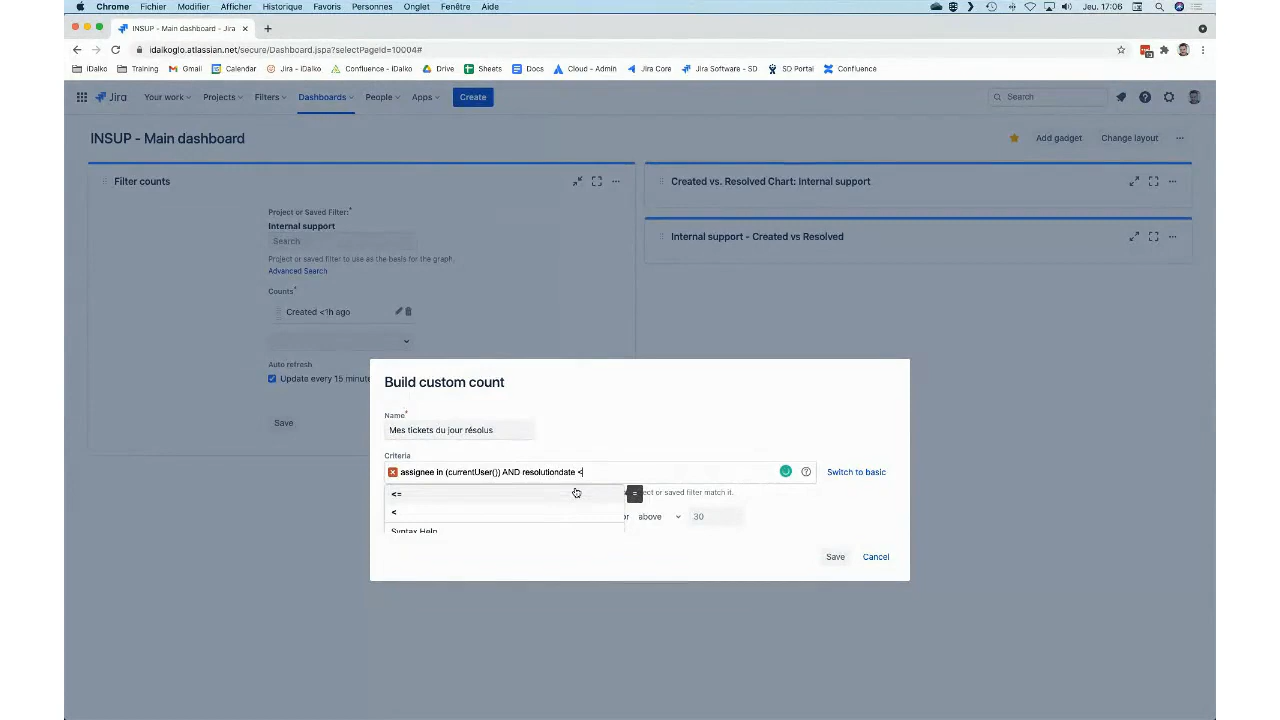 Chrome Fichier Modifier Afficher Historique Favoris Personnes Onglet Fenêtre Aide Jeu. 17:06
INSUP - Main dashboard - Jira
idalkoglo.atlassian.net/secure/Dashboard.jspa?selectPageId=10004#
iDalko Training Gmail Calendar Jira - iDalko Confluence - iDalko Drive Sheets Docs Cloud - Admin Jira Core Jira Software - SD SD Portal Confluence
Jira Your work Projects Filters Dashboards People Apps Create Search
INSUP - Main dashboard Add gadget Change layout
Filter counts
Created vs. Resolved Chart: Internal support
Project or Saved Filter:*
Internal support
Search
Internal support - Created vs Resolved
Project or saved filter to use as the basis for the graph.
Advanced Search
Counts*
Created <1h ago
Auto refresh
Update every 15 minute
Save
Build custom count
Name*
Mes tickets du jour résolus
Criteria
assignee in (currentUser()) AND resolutiondate <
Switch to basic
<= = ject or saved filter match it.
<
or above 30
Syntax Help
Save Cancel